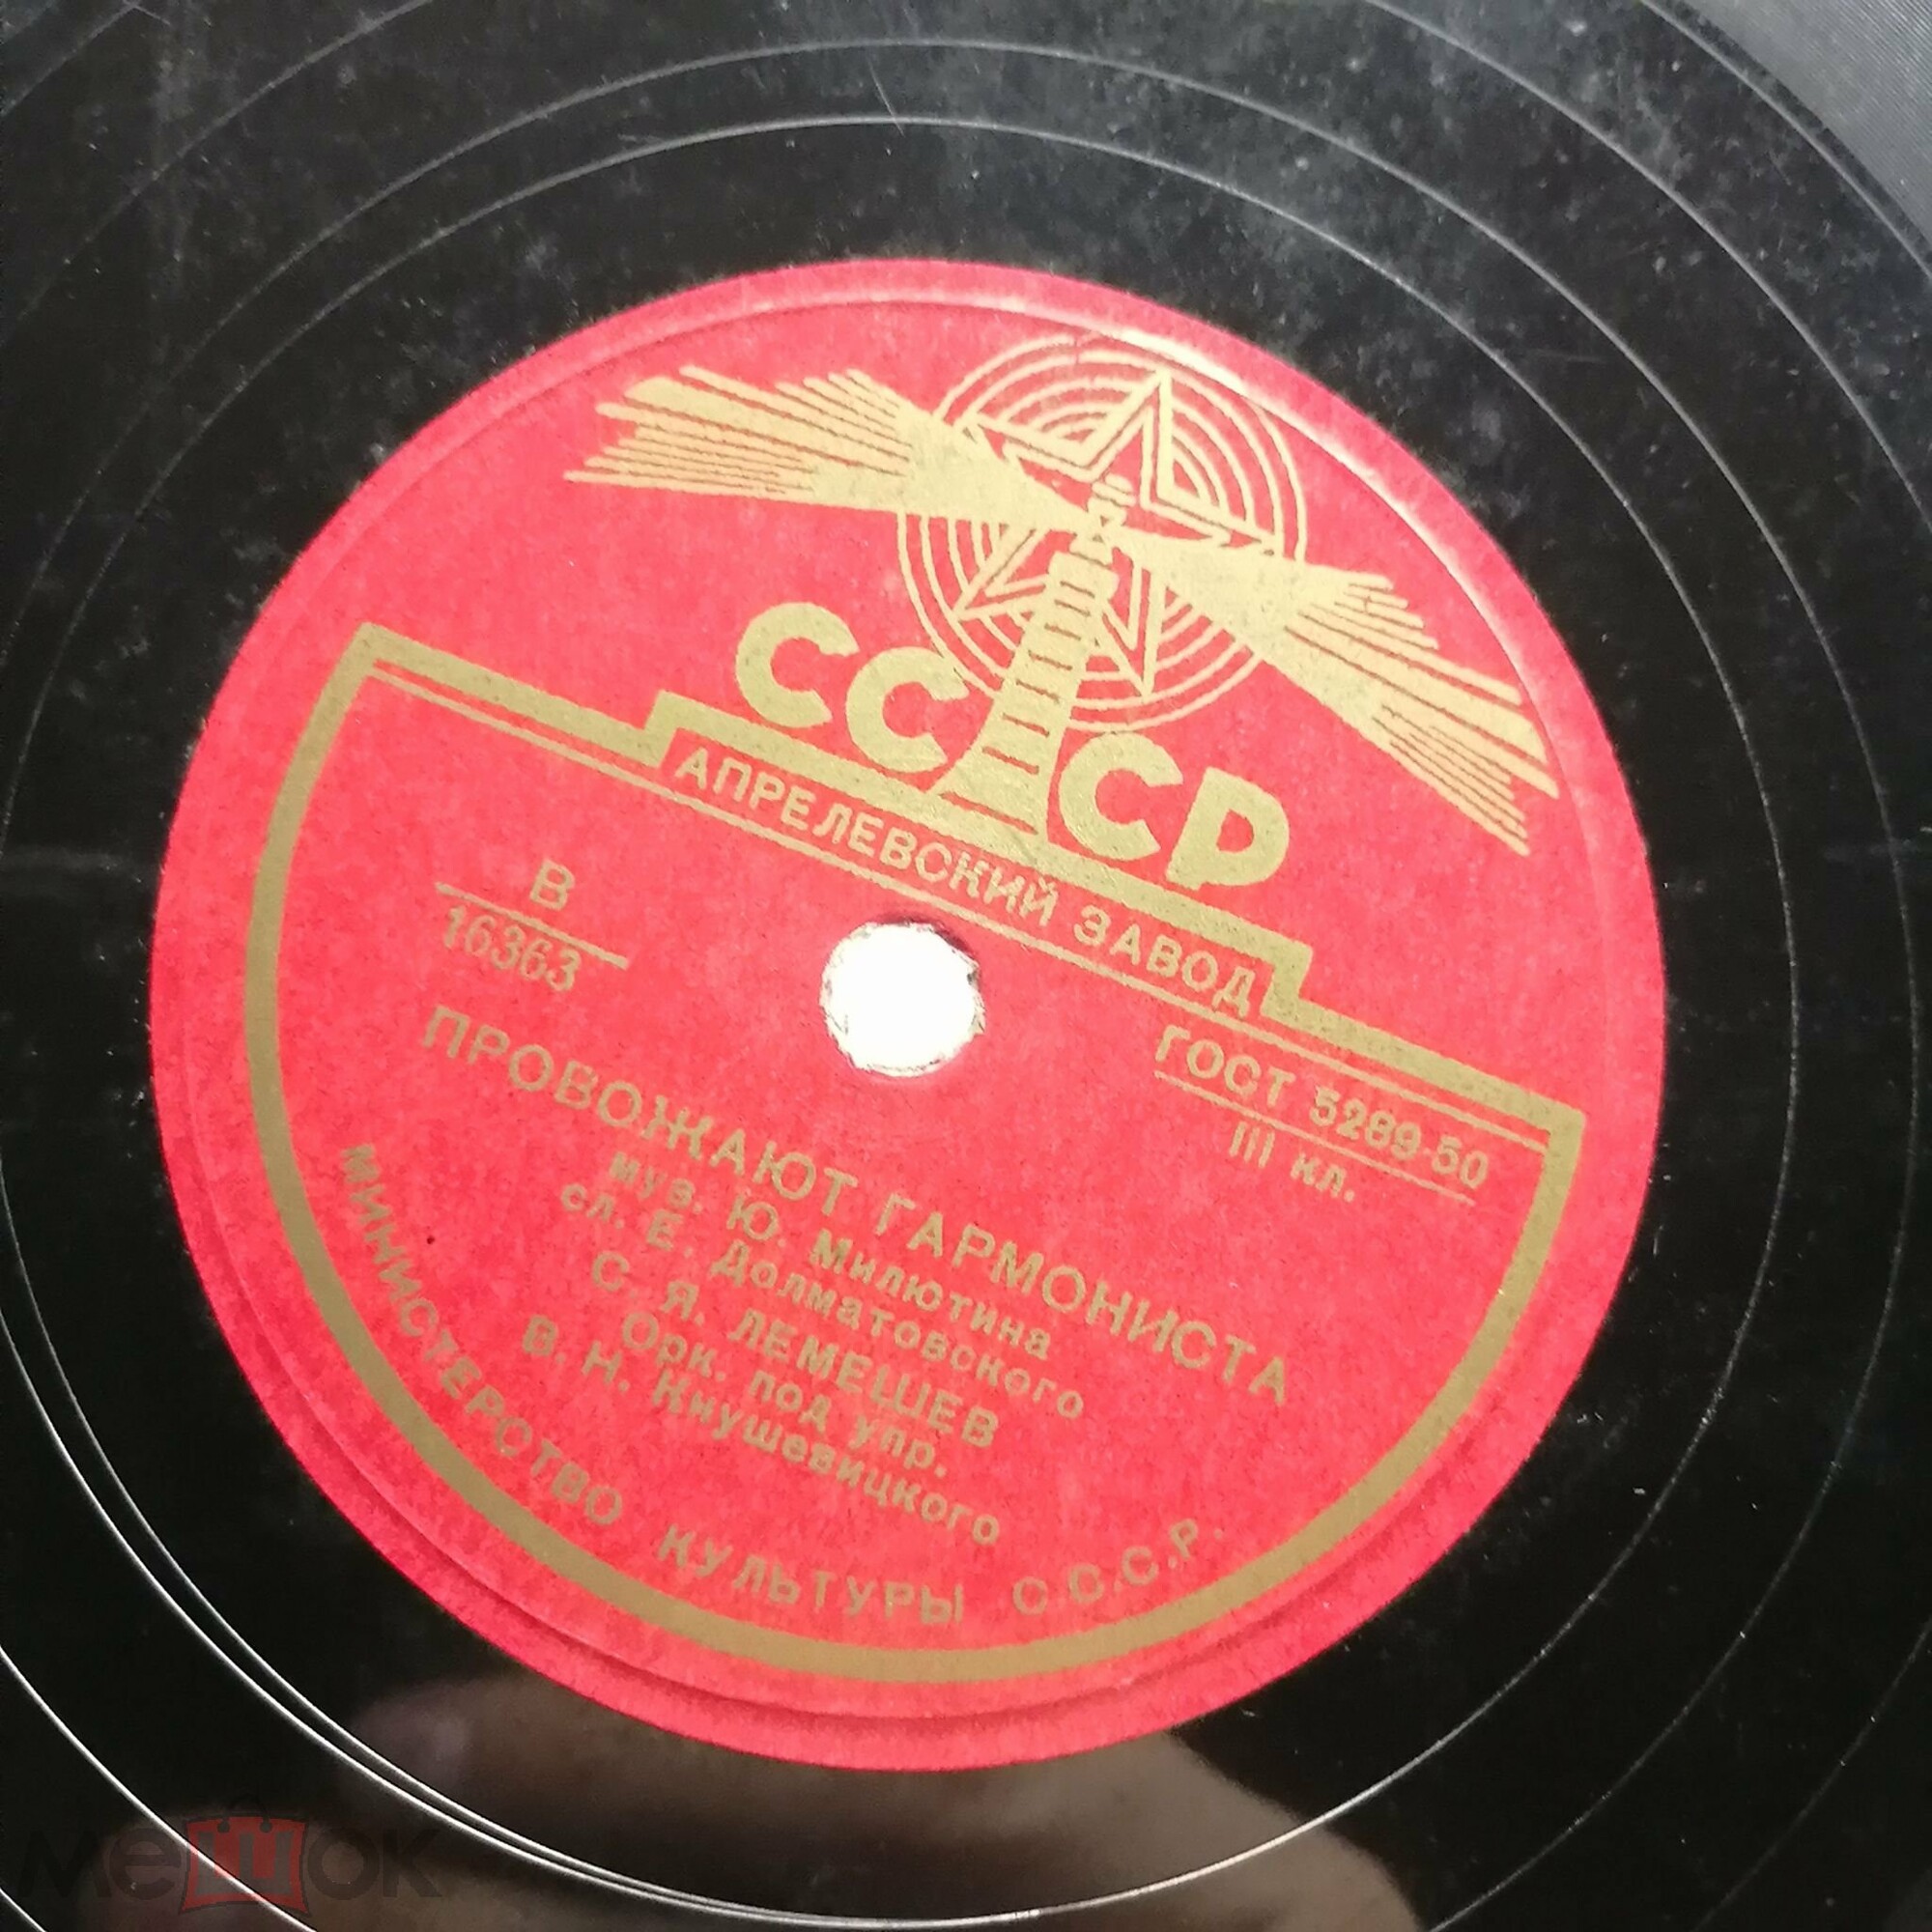 СССР
АПРЕЛЕВСКИЙ ЗАВОД
В
16363
ГОСТ 5289-50
III кл.
ПРОВОЖАЮТ ГАРМОНИСТА
муз. Ю. Милютина
сл. Е. Долматовского
С. Я. ЛЕМЕШЕВ
Орк. под упр.
В. Н. Кнушевицкого
МИНИСТЕРСТВО КУЛЬТУРЫ С.С.С.Р.
мешок